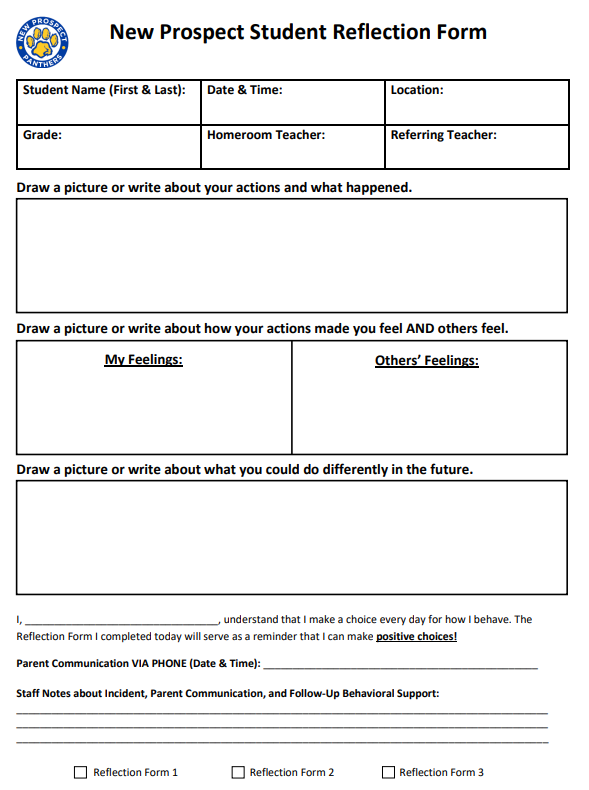 NEW PROSPECT
PANTHERS
New Prospect Student Reflection Form
Student Name (First & Last): Date & Time: Location:
Grade: Homeroom Teacher: Referring Teacher:
Draw a picture or write about your actions and what happened.
Draw a picture or write about how your actions made you feel AND others feel.
My Feelings: Others’ Feelings:
Draw a picture or write about what you could do differently in the future.
I, ___________________________________, understand that I make a choice every day for how I behave. The
Reflection Form I completed today will serve as a reminder that I can make positive choices!
Parent Communication VIA PHONE (Date & Time): ___________________________________________
Staff Notes about Incident, Parent Communication, and Follow-Up Behavioral Support:
Reflection Form 1 Reflection Form 2 Reflection Form 3